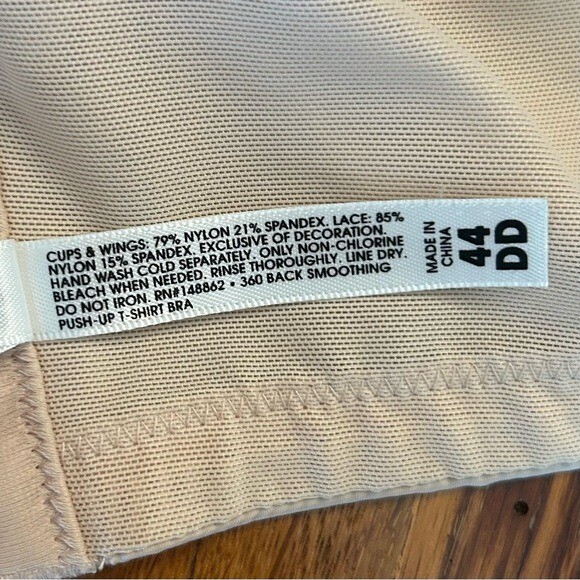 CUPS & WINGS: 79% NYLON 21% SPANDEX. LACE: 85%
NYLON 15% SPANDEX. EXCLUSIVE OF DECORATION.
HAND WASH COLD SEPARATELY. ONLY NON-CHLORINE
BLEACH WHEN NEEDED. RINSE THOROUGHLY. LINE DRY.
DO NOT IRON. RN#148862 • 360 BACK SMOOTHING
PUSH-UP T-SHIRT BRA
MADE IN
CHINA
44
DD